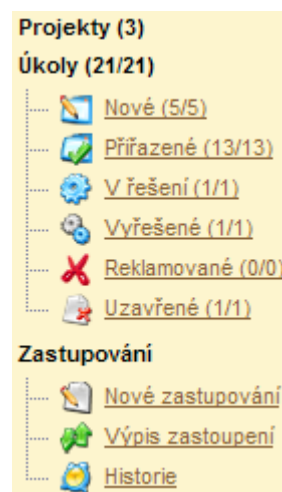 Projekty (3)
Úkoly (21/21)
Nové (5/5)
Přířazené (13/13)
V řešení (1/1)
Vyřešené (1/1)
Reklamované (0/0)
Uzavřené (1/1)
Zastupování
Nové zastupování
Výpis zastoupení
Historie